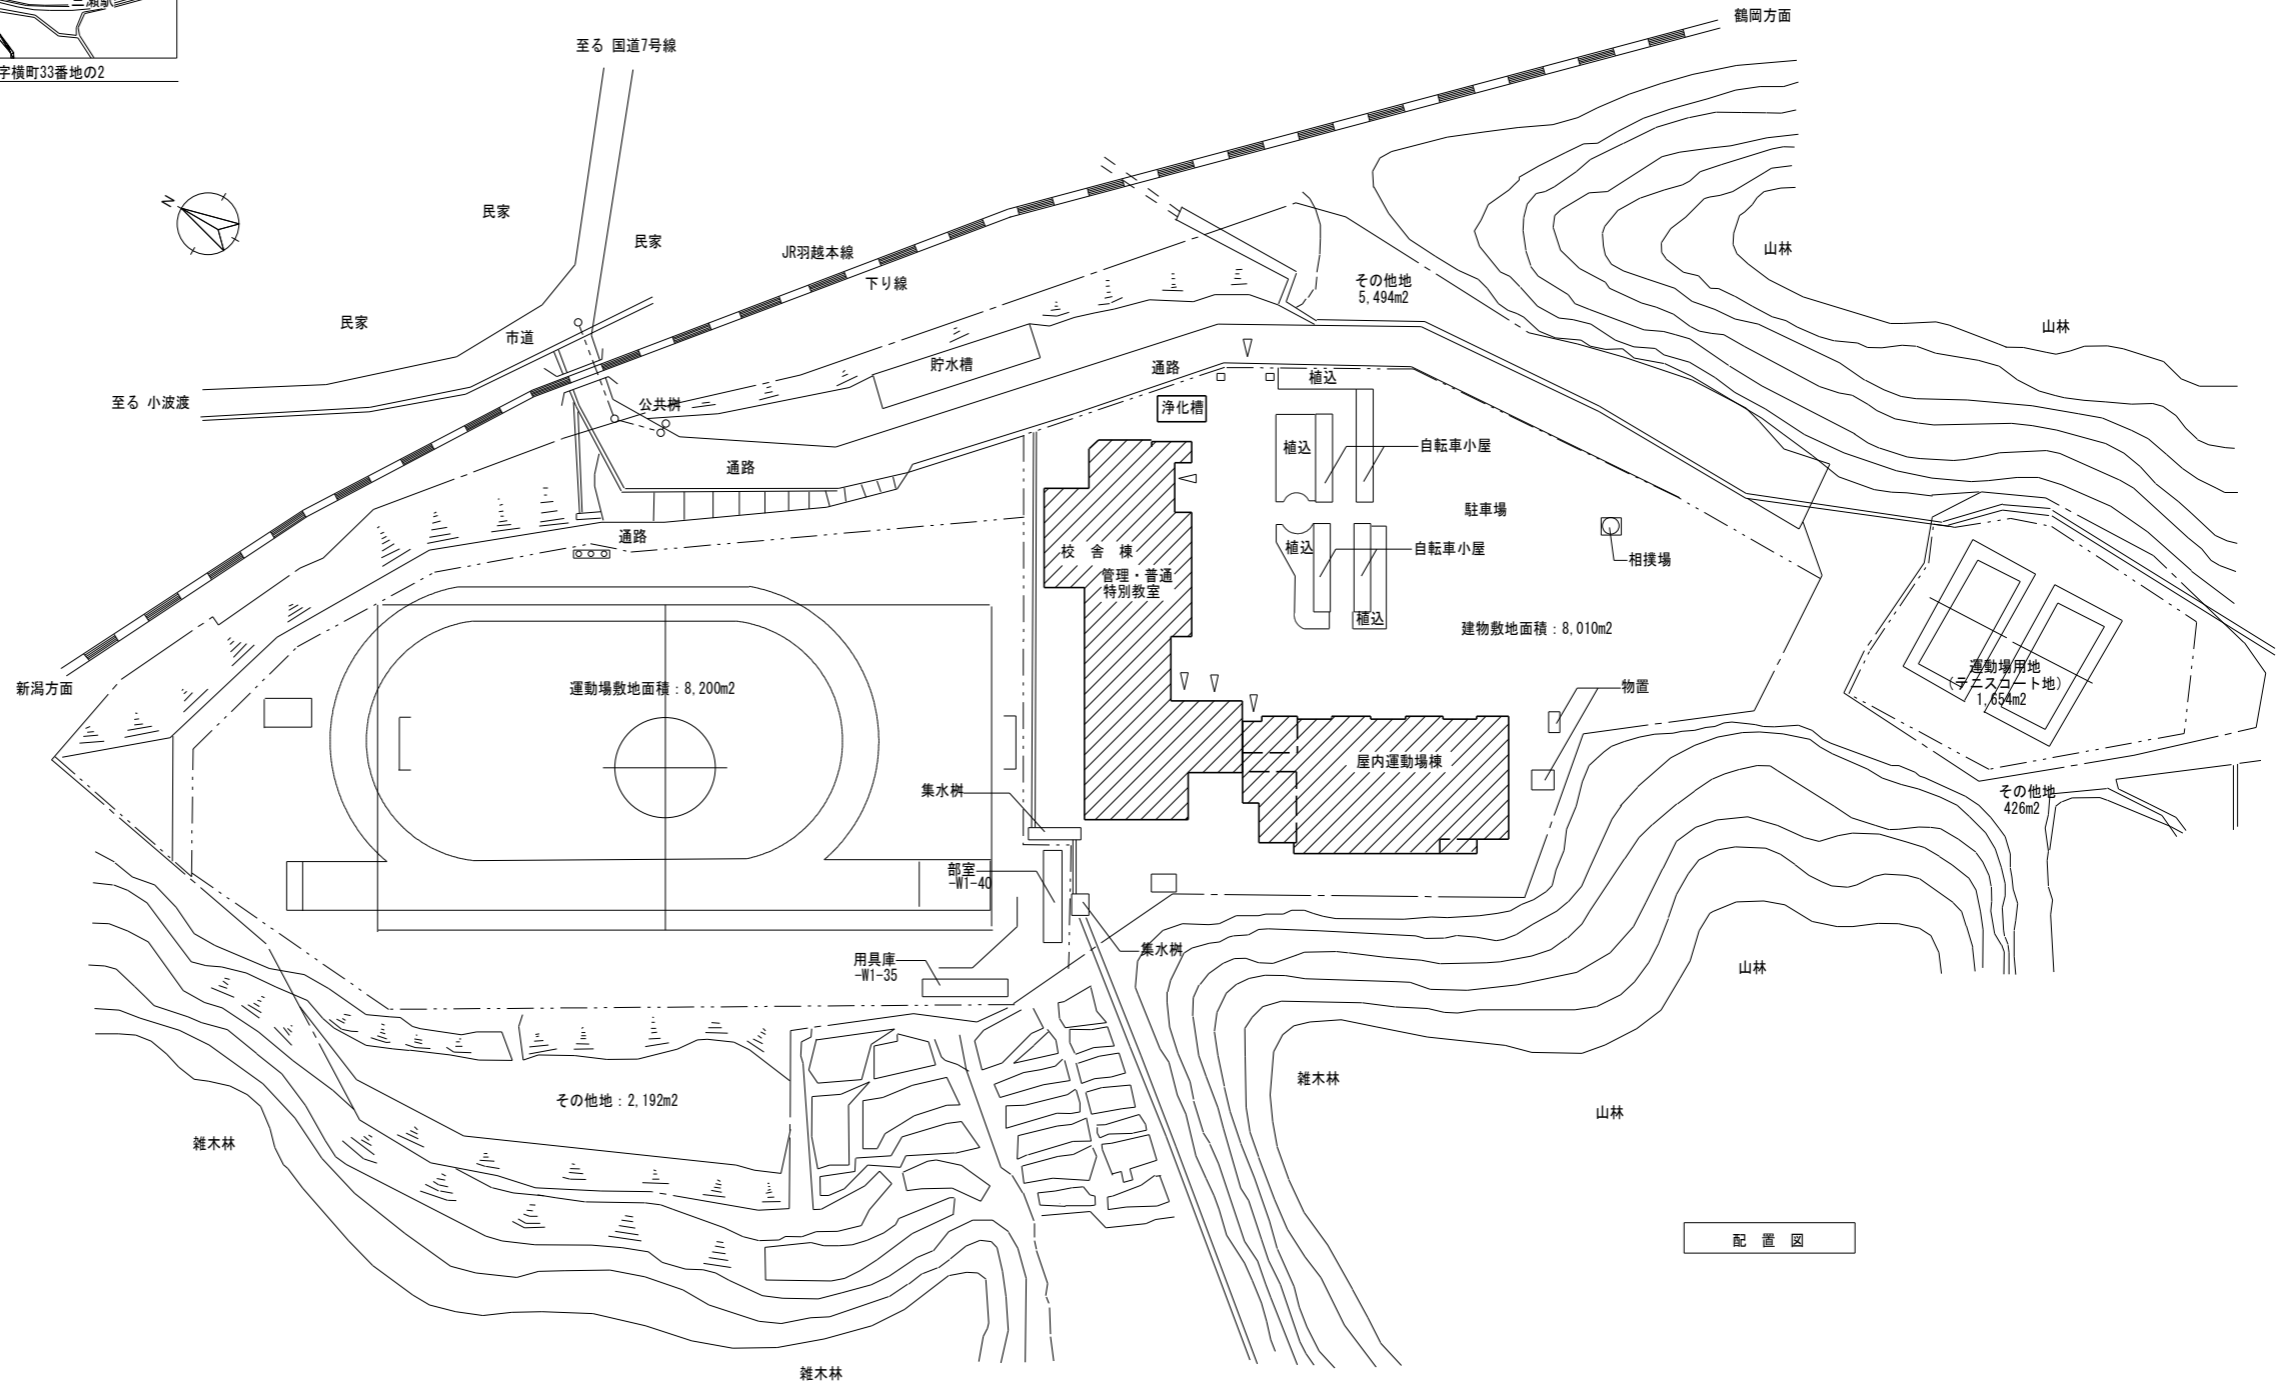 三瀬駅
字横町33番地の2
鶴岡方面
至る 国道7号線
N
民家
民家
JR羽越本線
下り線
山林
その他地
5,494m2
山林
民家
市道
貯水槽
通路
植込
至る 小波渡
公共桝
浄化槽
植込
自転車小屋
通路
駐車場
通路
校 舎 棟
管理・普通
特別教室
植込
自転車小屋
相撲場
植込
建物敷地面積：8,010m2
運動場用地
(テニスコート地)
1,654m2
新潟方面
運動場敷地面積：8,200m2
物置
屋内運動場棟
集水桝
その他地
426m2
部室
-W1-40
用具庫
-W1-35
集水桝
山林
雑木林
その他地：2,192m2
山林
雑木林
配 置 図
雑木林